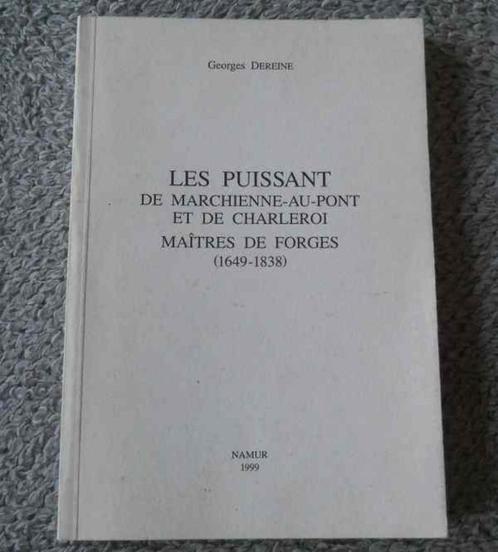 Georges DEREINE
LES PUISSANT
DE MARCHIENNE-AU-PONT
ET DE CHARLEROI
MAÎTRES DE FORGES
(1649-1838)
NAMUR
1999